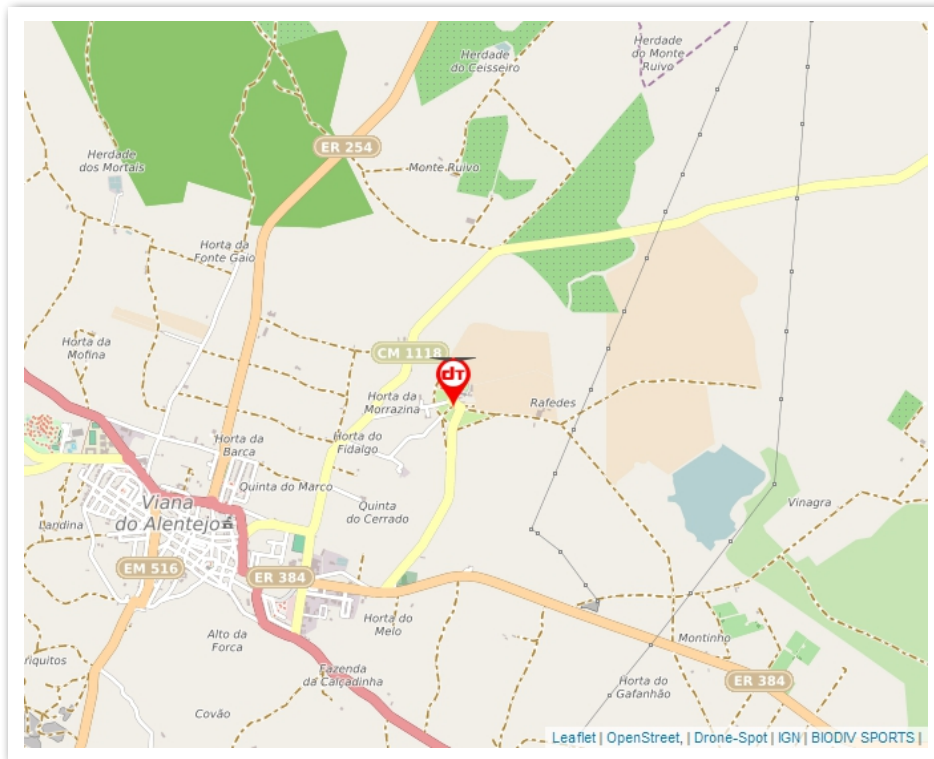 Herdade
do Monte
Ruivo
Herdade
do Ceisseiro
ER 254
Herdade
dos Mortais
Monte Ruivo
Horta da
Fonte Gaio
Horta da
Mofina
CM 1118
dT
Horta da
Morrazina
Rafedes
Horta da
Barca
Horta do
Fidalgo
Quinta do Marco
Viana
do Alentejo
Quinta
do Cerrado
Vinagra
Landina
EM 516
ER 384
Horta do
Melo
Alto da
Forca
Montinho
riquitos
Fazenda
da Calçadinha
Horta do
Gafanhão
ER 384
Covão
Leaflet | OpenStreet, | Drone-Spot | IGN | BIODIV SPORTS |